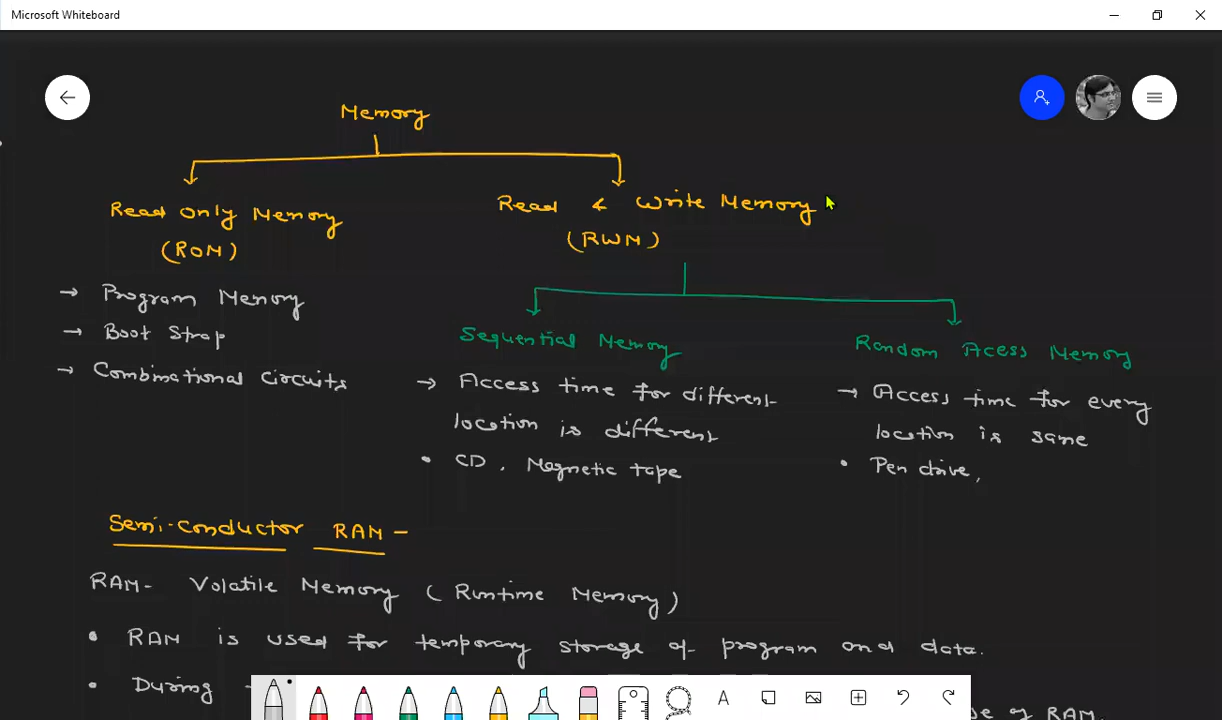 Microsoft Whiteboard
Memory
Read Only Memory
(ROM)
Read & Write Memory
(RWM)
→ Program Memory
→ Boot Strap
→ Combinational Circuits
Sequential Memory
→ Access time for different
location is different
• CD, Magnetic tape
Random Acess Memory
→ Access time for every
location is same
• Pen drive,
Semi-conductor RAM -
RAM- Volatile Memory (Runtime Memory)
• RAM is used for temporary storage of program and data.
• During
of RAM